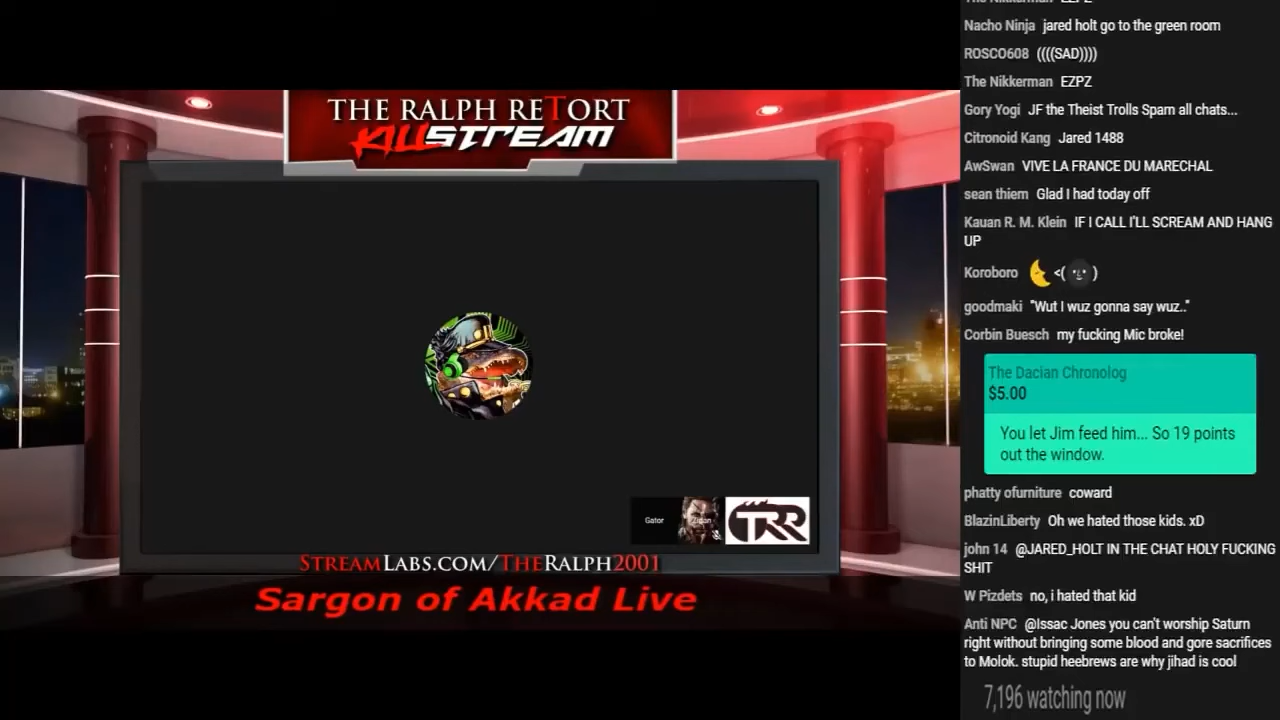 The Nikkerman EZPZ
Nacho Ninja jared holt go to the green room
ROSCO608 ((((SAD))))
The Nikkerman EZPZ
Gory Yogi JF the Theist Trolls Spam all chats...
Citronoid Kang Jared 1488
AwSwan VIVE LA FRANCE DU MARECHAL
sean thiem Glad I had today off
Kauan R. M. Klein IF I CALL I'LL SCREAM AND HANG
UP
Koroboro <( )
goodmaki "Wut I wuz gonna say wuz.."
Corbin Buesch my fucking Mic broke!
The Dacian Chronolog
$5.00
You let Jim feed him... So 19 points
out the window.
phatty ofurniture coward
BlazinLiberty Oh we hated those kids. xD
john 14 @JARED_HOLT IN THE CHAT HOLY FUCKING
SHIT
W Pizdets no, i hated that kid
Anti NPC @Issac Jones you can't worship Saturn
right without bringing some blood and gore sacrifices
to Molok. stupid heebrews are why jihad is cool
7,196 watching now
THE RALPH RETORT
KILLSTREAM
Gator
TRR
STREAMLABS.COM/THERALPH2001
Sargon of Akkad Live